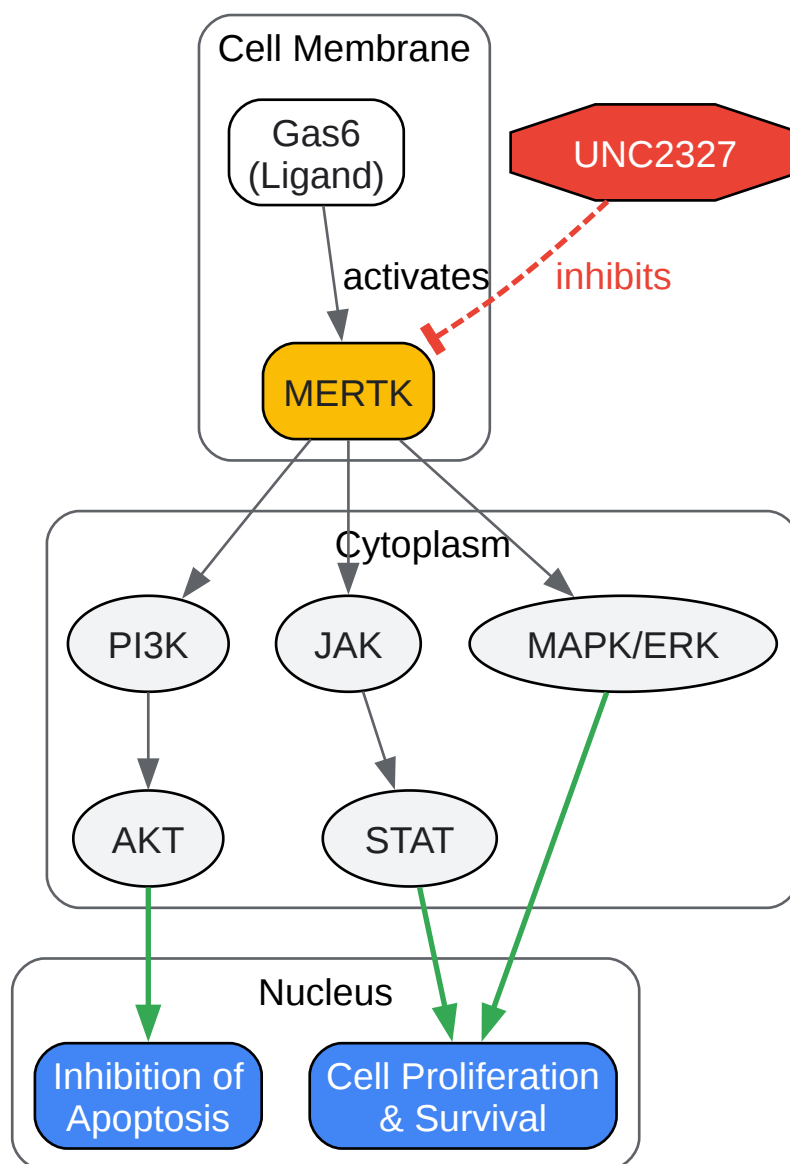 Cell Membrane
Gas6
(Ligand)
UNC2327
activates
inhibits
MERTK
Cytoplasm
PI3K
JAK
MAPK/ERK
AKT
STAT
Nucleus
Inhibition of
Apoptosis
Cell Proliferation
& Survival